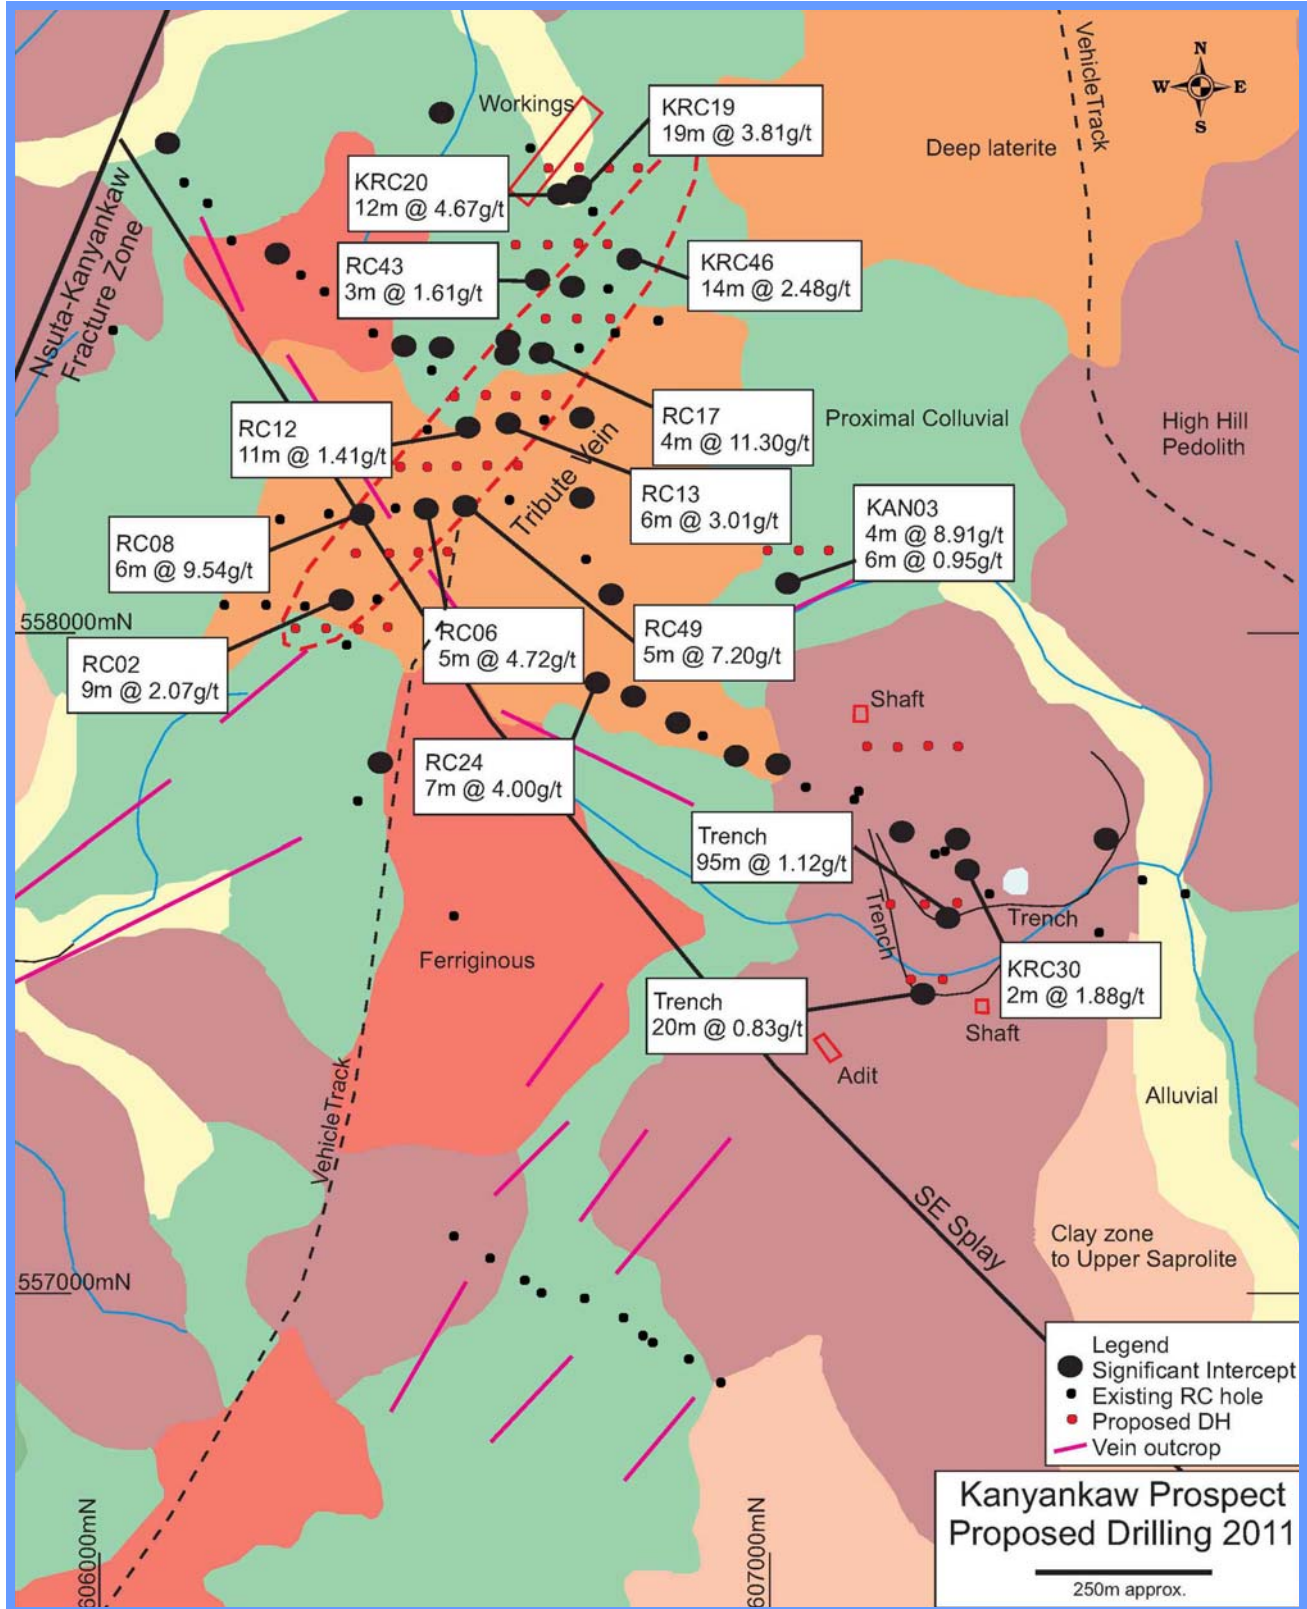 N
W
E
S
Workings
KRC19
19m @ 3.81g/t
VehicleTrack
Deep laterite
KRC20
12m @ 4.67g/t
Nsuta-Kanyankaw
Fracture Zone
RC43
3m @ 1.61g/t
KRC46
14m @ 2.48g/t
RC12
11m @ 1.41g/t
RC17
4m @ 11.30g/t
Proximal Colluvial
High Hill
Pedolith
Tribute Vein
RC13
6m @ 3.01g/t
KAN03
4m @ 8.91g/t
6m @ 0.95g/t
RC08
6m @ 9.54g/t
558000mN
RC06
5m @ 4.72g/t
RC49
5m @ 7.20g/t
RC02
9m @ 2.07g/t
Shaft
RC24
7m @ 4.00g/t
Trench
95m @ 1.12g/t
Trench
Trench
Ferriginous
KRC30
2m @ 1.88g/t
Trench
20m @ 0.83g/t
Shaft
Adit
Alluvial
VehicleTrack
SE Splay
Clay zone
to Upper Saprolite
557000mN
Legend
Significant Intercept
Existing RC hole
Proposed DH
Vein outcrop
606000mN
607000mN
Kanyankaw Prospect
Proposed Drilling 2011
250m approx.